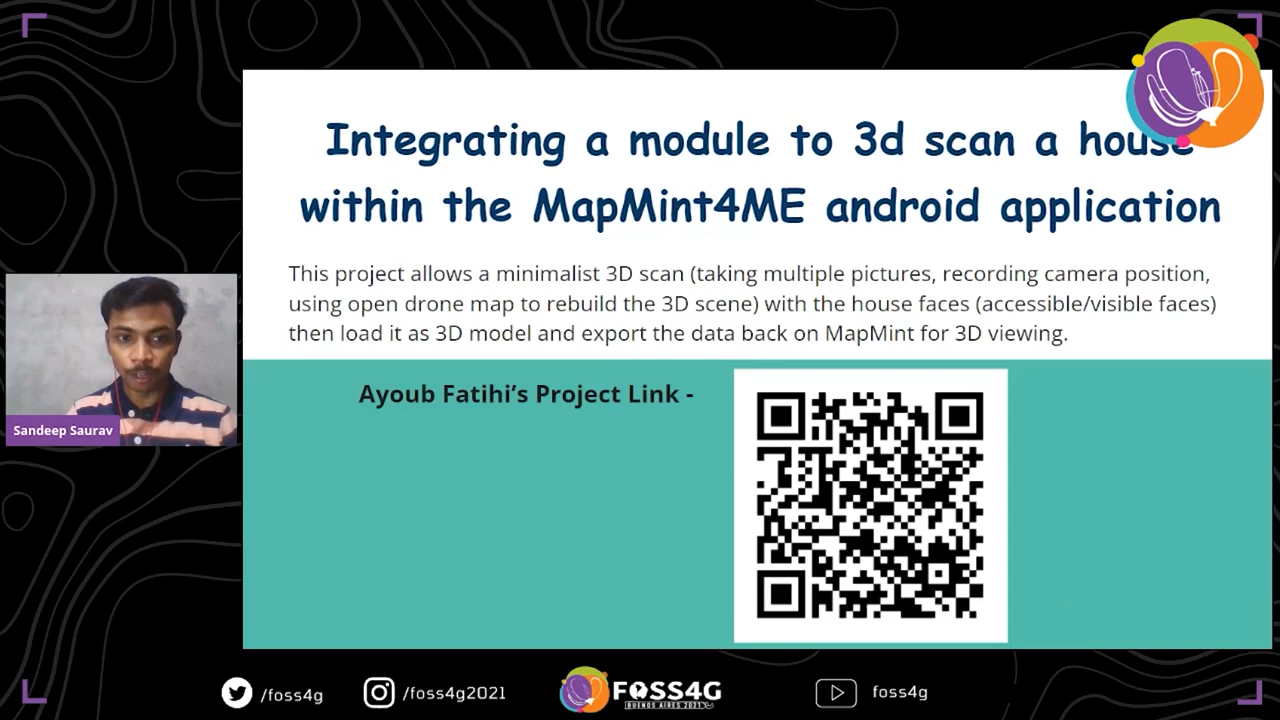 Integrating a module to 3d scan a house
within the MapMint4ME android application
This project allows a minimalist 3D scan (taking multiple pictures, recording camera position,
using open drone map to rebuild the 3D scene) with the house faces (accessible/visible faces)
then load it as 3D model and export the data back on MapMint for 3D viewing.
Ayoub Fatihi's Project Link -
Sandeep Saurav
/foss4g
/foss4g2021
FOSS4G
BUENOS AIRES 2021
foss4g